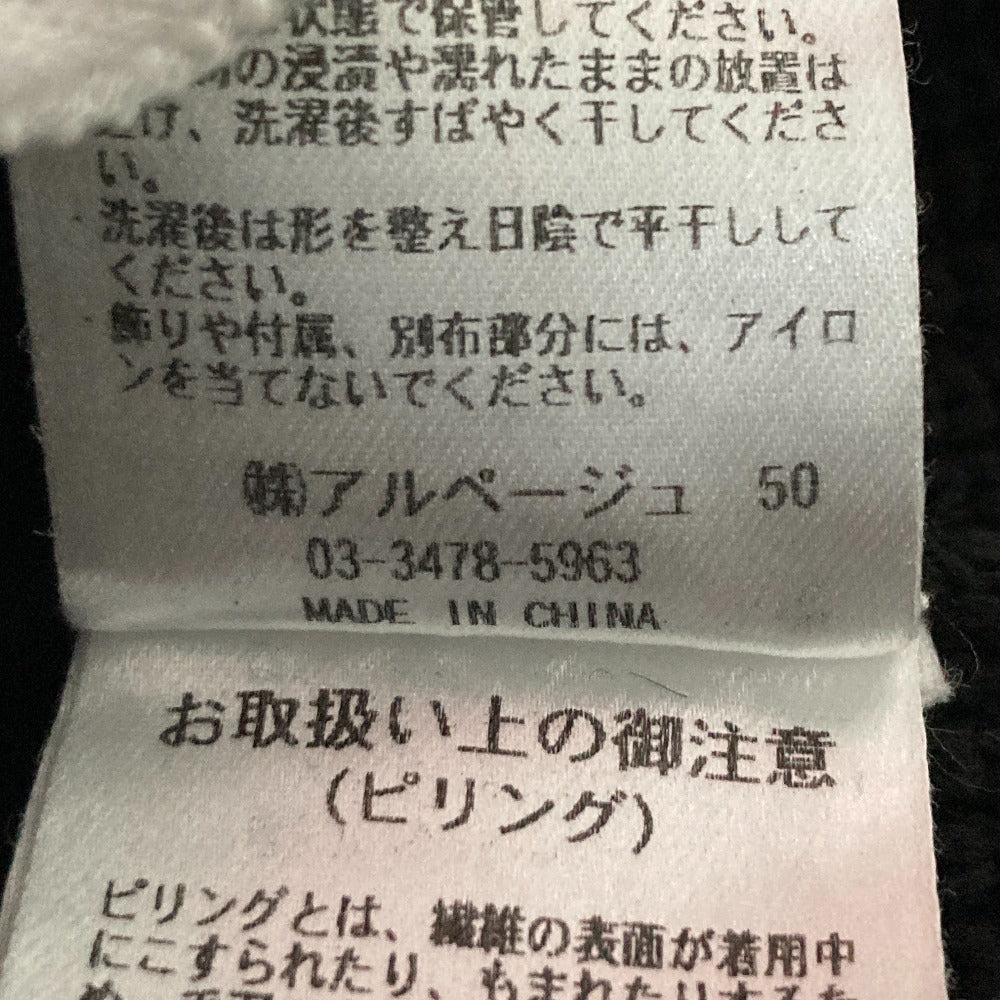 状態で保管してください。
の浸漬や濡れたままの放置は
け、洗濯後すばやく干してくださ
い。
洗濯後は形を整え日陰で平干しして
ください。
飾りや付属、別布部分には、アイロ
ンを当てないでください。
㈱アルページュ 50
03-3478-5963
MADE IN CHINA
お取扱い上の御注意
(ピリング)
ピリングとは、繊維の表面が着用中
にこすられたり、もまれたりする